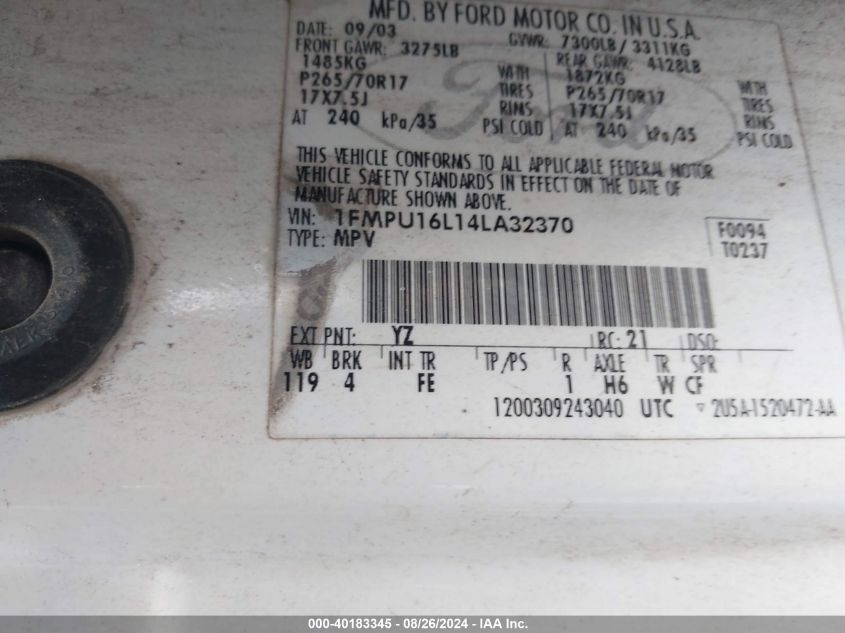 MFD. BY FORD MOTOR CO. IN U.S.A.
DATE: 09/03 GVWR: 7300LB / 3311KG
FRONT GAWR: 3275LB REAR GAWR: 4128LB
1485KG WITH 1872KG WITH
P265/70R17 TIRES P265/70R17 TIRES
17X7.5J RIMS 17X7.5J RIMS
AT 240 kPa/35 PSI COLD AT 240 kPa/35 PSI COLD
Ford
THIS VEHICLE CONFORMS TO ALL APPLICABLE FEDERAL MOTOR
VEHICLE SAFETY STANDARDS IN EFFECT ON THE DATE OF
MANUFACTURE SHOWN ABOVE.
VIN: 1FMPU16L14LA32370 F0094
TYPE: MPV T0237
EXT PNT: YZ RC: 21 DSO:
WB BRK INT TR TP/PS R AXLE TR SPR
119 4 FE 1 H6 W CF
1200309243040 UTC ▽ 2U5A-1520472-AA
000-40183345 - 08/26/2024 - IAA Inc.